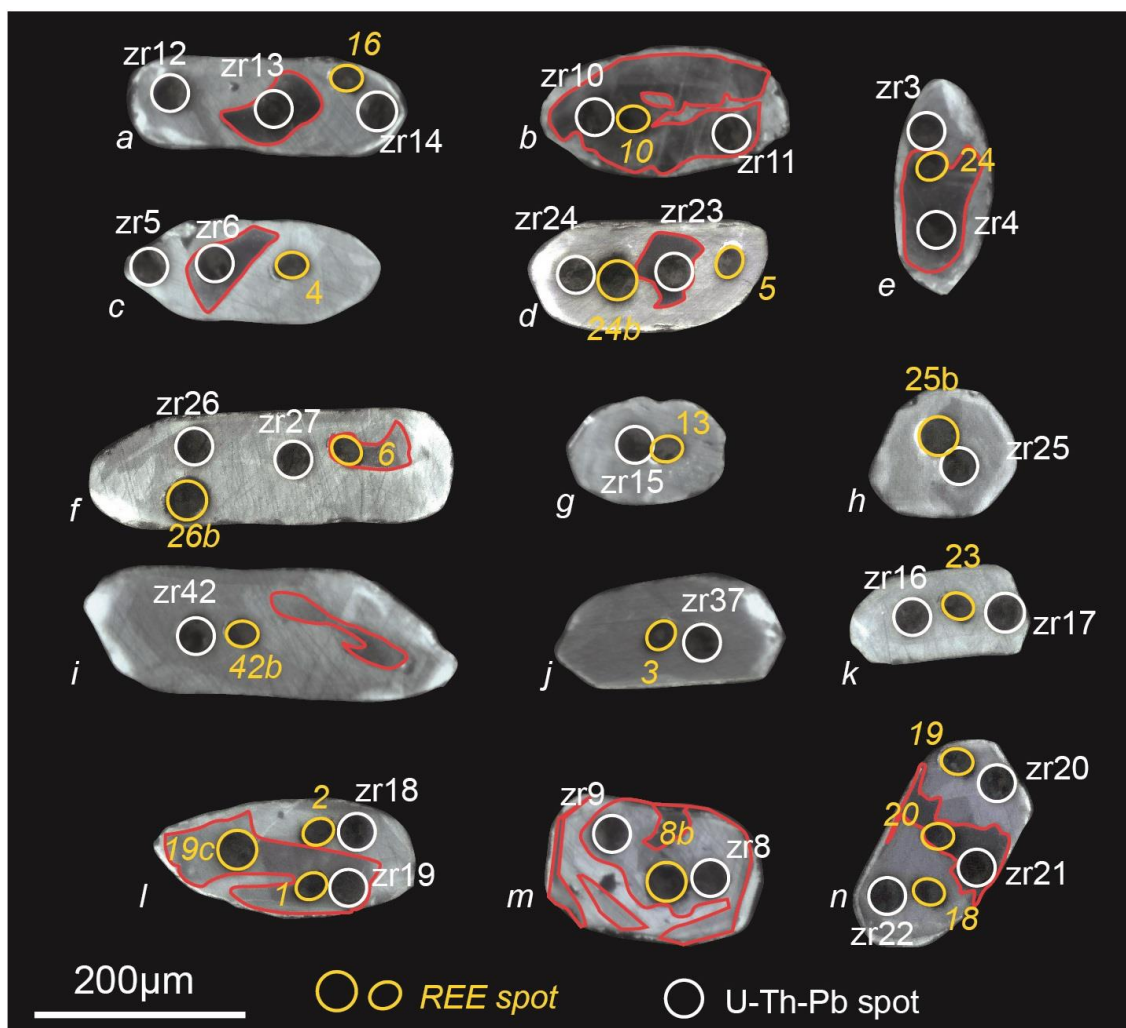 16
zr12
zr13
zr14
a
zr10
10
zr11
b
zr3
24
zr4
e
zr5
zr6
4
c
zr24
zr23
24b
5
d
zr26
zr27
6
26b
f
13
zr15
g
25b
zr25
h
zr42
42b
i
zr37
3
j
23
zr16
zr17
k
2
zr18
19c
1
zr19
l
zr9
8b
zr8
m
19
zr20
20
zr21
18
zr22
n
200μm
REE spot
U-Th-Pb spot